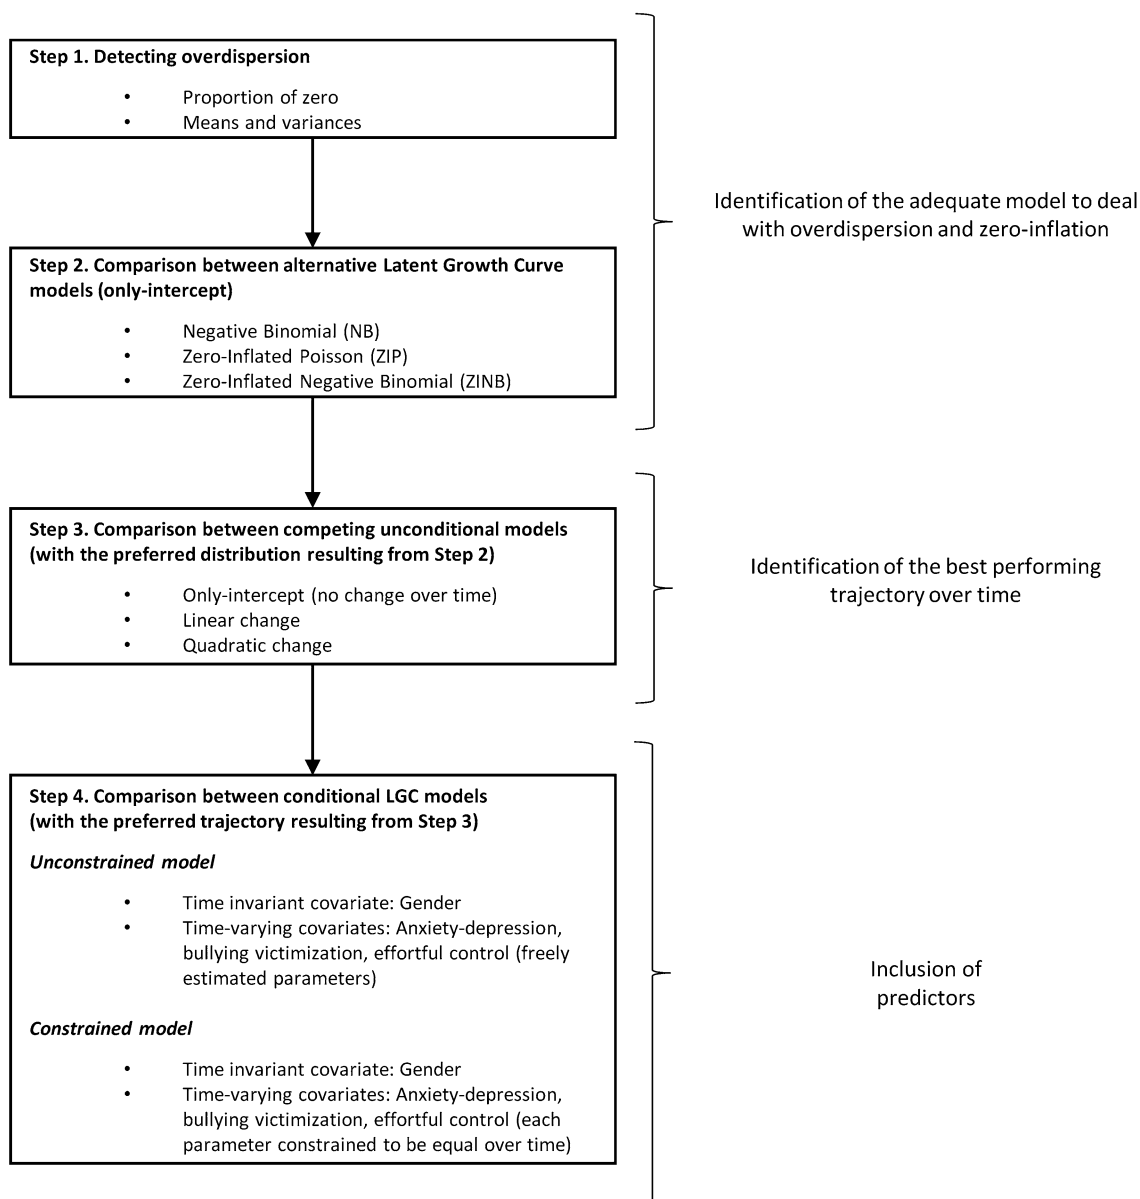 Step 1. Detecting overdispersion
• Proportion of zero
• Means and variances
Identification of the adequate model to deal
with overdispersion and zero-inflation
Step 2. Comparison between alternative Latent Growth Curve
models (only-intercept)
• Negative Binomial (NB)
• Zero-Inflated Poisson (ZIP)
• Zero-Inflated Negative Binomial (ZINB)
Step 3. Comparison between competing unconditional models
(with the preferred distribution resulting from Step 2)
• Only-intercept (no change over time)
• Linear change
• Quadratic change
Identification of the best performing
trajectory over time
Step 4. Comparison between conditional LGC models
(with the preferred trajectory resulting from Step 3)
Unconstrained model
• Time invariant covariate: Gender
• Time-varying covariates: Anxiety-depression,
bullying victimization, effortful control (freely
estimated parameters)
Constrained model
• Time invariant covariate: Gender
• Time-varying covariates: Anxiety-depression,
bullying victimization, effortful control (each
parameter constrained to be equal over time)
Inclusion of
predictors